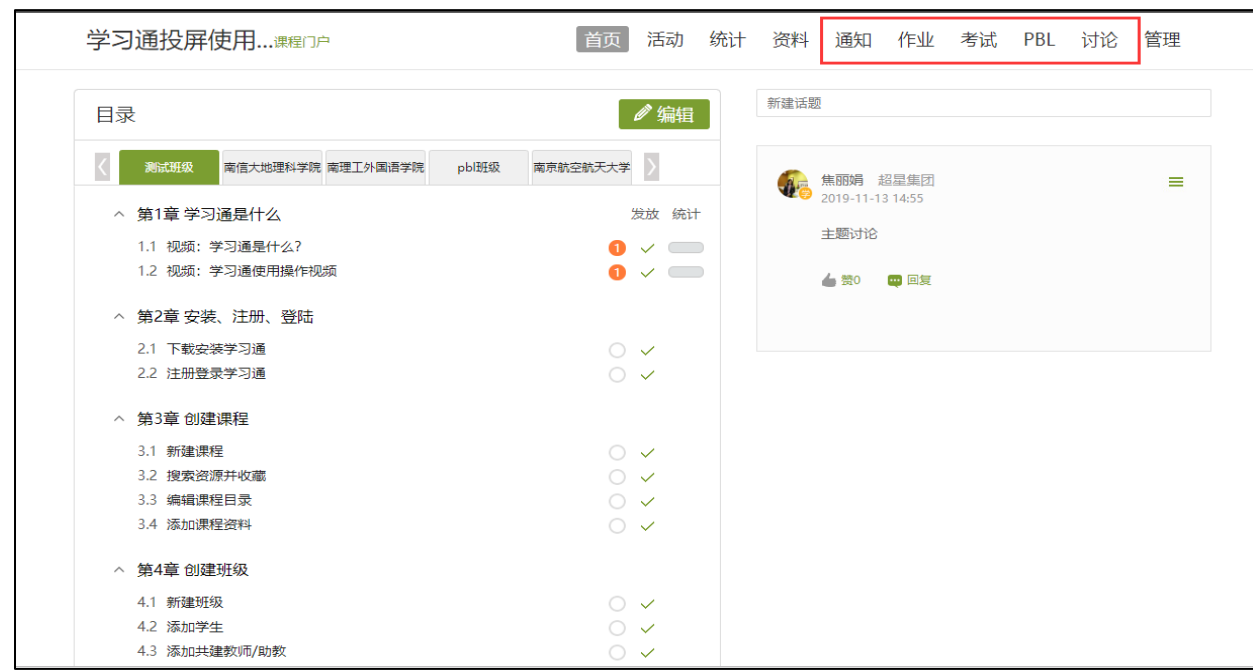 学习通投屏使用...课程门户 首页 活动 统计 资料 通知 作业 考试 PBL 讨论 管理
目录 编辑
测试班级 南信大地理科学院 南理工外国语学院 pbl班级 南京航空航天大学
第1章 学习通是什么 发放 统计
1.1 视频：学习通是什么？ 1
1.2 视频：学习通使用操作视频 1
第2章 安装、注册、登陆
2.1 下载安装学习通
2.2 注册登录学习通
第3章 创建课程
3.1 新建课程
3.2 搜索资源并收藏
3.3 编辑课程目录
3.4 添加课程资料
第4章 创建班级
4.1 新建班级
4.2 添加学生
4.3 添加共建教师/助教
新建话题
焦丽娟 超星集团
2019-11-13 14:55
主题讨论
赞0 回复